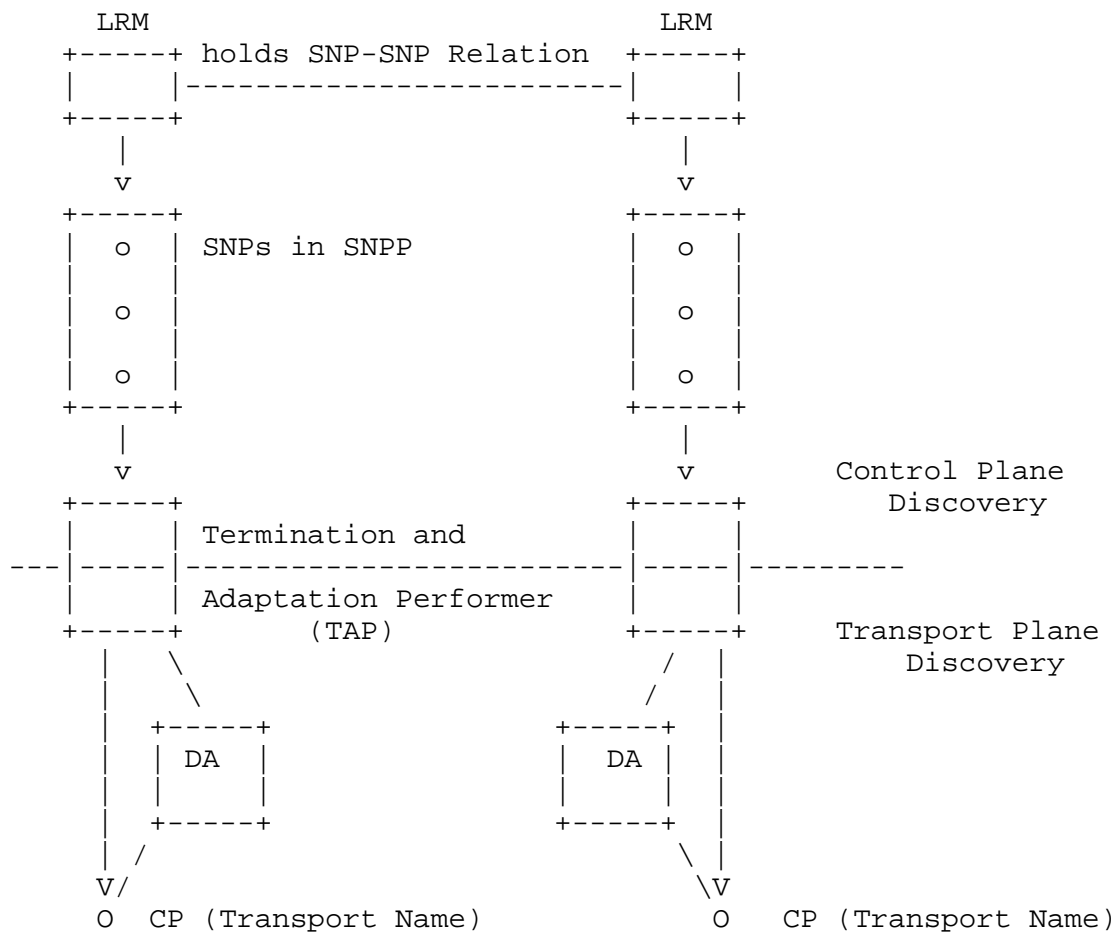 LRM LRM
holds SNP-SNP Relation
SNPs in SNPP
o o
o o
o o
v v
v v
Control Plane
Discovery
Termination and
Adaptation Performer
(TAP)
Transport Plane
Discovery
DA DA
V V
O CP (Transport Name) O CP (Transport Name)